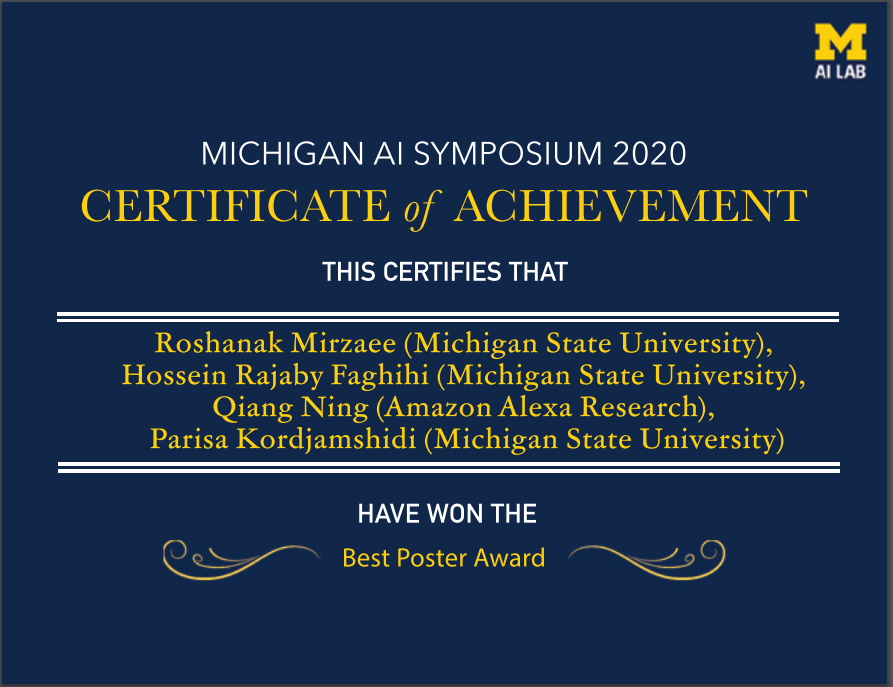 M
AI LAB
MICHIGAN AI SYMPOSIUM 2020
CERTIFICATE of ACHIEVEMENT
THIS CERTIFIES THAT
Roshanak Mirzaee (Michigan State University),
Hossein Rajaby Faghihi (Michigan State University),
Qiang Ning (Amazon Alexa Research),
Parisa Kordjamshidi (Michigan State University)
HAVE WON THE
Best Poster Award